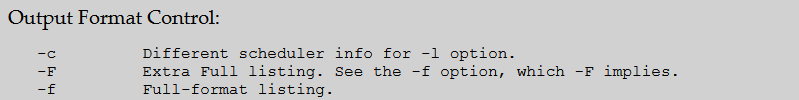 Output Format Control:
-c Different scheduler info for -l option.
-F Extra Full listing. See the -f option, which -F implies.
-f Full-format listing.